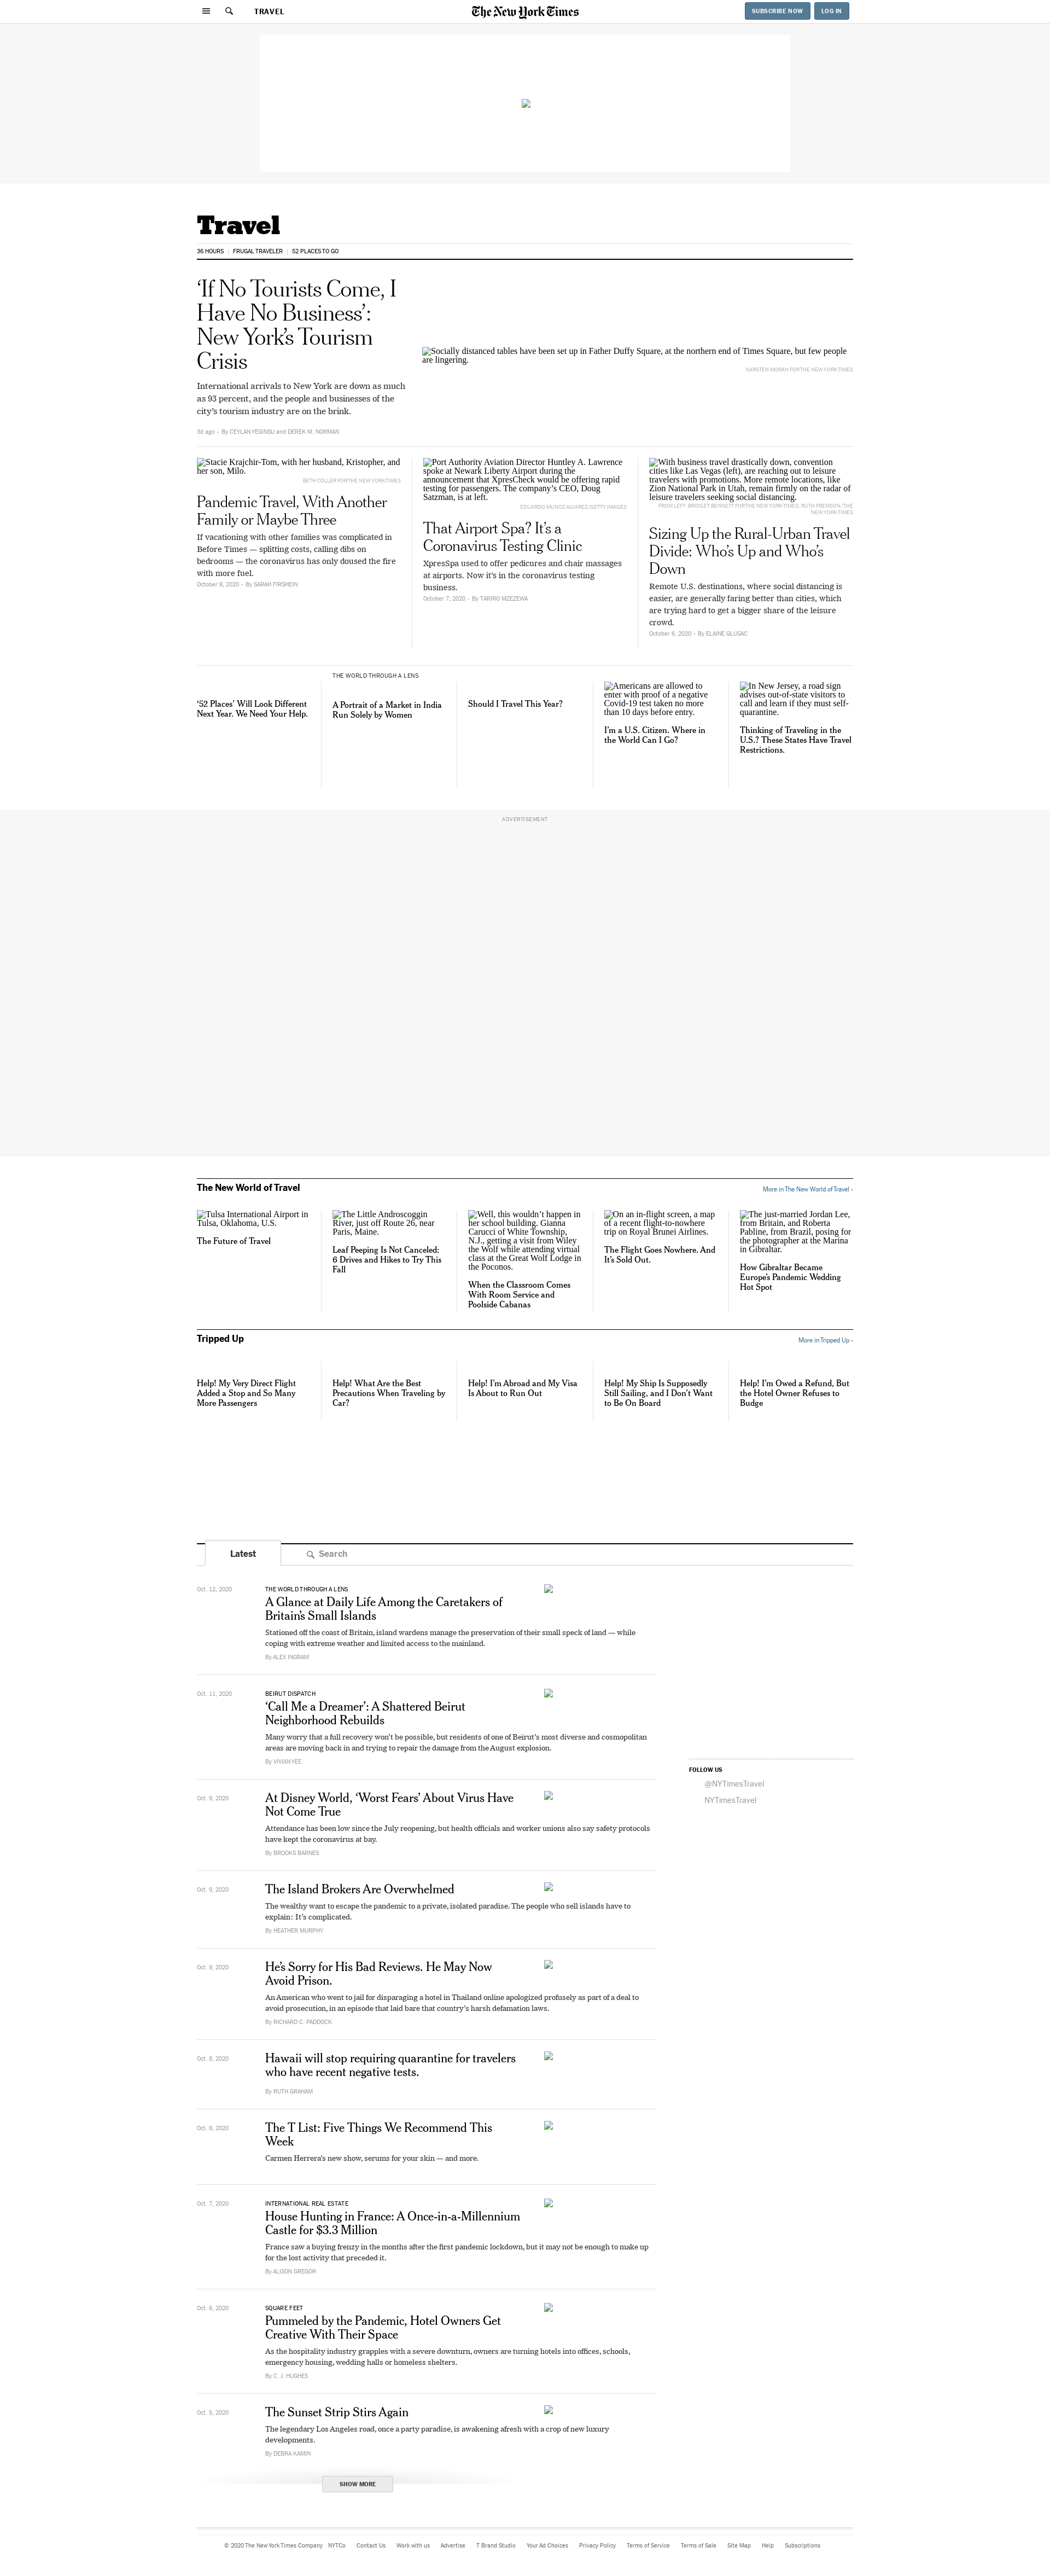 TRAVEL
The New York Times
SUBSCRIBE NOW
LOG IN
Travel
36 HOURS
FRUGAL TRAVELER
52 PLACES TO GO
‘If No Tourists Come, I
Have No Business’:
New York’s Tourism
Crisis
International arrivals to New York are down as much
as 93 percent, and the people and businesses of the
city’s tourism industry are on the brink.
3d ago • By CEYLAN YEGINSU and DEREK M. NORMAN
Socially distanced tables have been set up in Father Duffy Square, at the northern end of Times Square, but few people
are lingering.
KARSTEN MORAN FOR THE NEW YORK TIMES
Stacie Krajchir-Tom, with her husband, Kristopher, and
her son, Milo.
BETH COLLER FOR THE NEW YORK TIMES
Pandemic Travel, With Another
Family or Maybe Three
If vacationing with other families was complicated in
Before Times — splitting costs, calling dibs on
bedrooms — the coronavirus has only doused the fire
with more fuel.
October 8, 2020 • By SARAH FIRSHEIN
Port Authority Aviation Director Huntley A. Lawrence
spoke at Newark Liberty Airport during the
announcement that XpresCheck would be offering rapid
testing for passengers. The company’s CEO, Doug
Satzman, is at left.
EDUARDO MUNOZ ALVAREZ/GETTY IMAGES
That Airport Spa? It’s a
Coronavirus Testing Clinic
XpresSpa used to offer pedicures and chair massages
at airports. Now it’s in the coronavirus testing
business.
October 7, 2020 • By TARIRO MZEZEWA
With business travel drastically down, convention
cities like Las Vegas (left), are reaching out to leisure
travelers with promotions. More remote locations, like
Zion National Park in Utah, remain firmly on the radar of
leisure travelers seeking social distancing.
FROM LEFT: BRIDGET BENNETT FOR THE NEW YORK TIMES; RUTH FREMSON/THE
NEW YORK TIMES
Sizing Up the Rural-Urban Travel
Divide: Who’s Up and Who’s
Down
Remote U.S. destinations, where social distancing is
easier, are generally faring better than cities, which
are trying hard to get a bigger share of the leisure
crowd.
October 6, 2020 • By ELAINE GLUSAC
‘52 Places’ Will Look Different
Next Year. We Need Your Help.
THE WORLD THROUGH A LENS
A Portrait of a Market in India
Run Solely by Women
Should I Travel This Year?
Americans are allowed to
enter with proof of a negative
Covid-19 test taken no more
than 10 days before entry.
I’m a U.S. Citizen. Where in
the World Can I Go?
In New Jersey, a road sign
advises out-of-state visitors to
call and learn if they must self-
quarantine.
Thinking of Traveling in the
U.S.? These States Have Travel
Restrictions.
ADVERTISEMENT
The New World of Travel
More in The New World of Travel ›
Tulsa International Airport in
Tulsa, Oklahoma, U.S.
The Future of Travel
The Little Androscoggin
River, just off Route 26, near
Paris, Maine.
Leaf Peeping Is Not Canceled:
6 Drives and Hikes to Try This
Fall
Well, this wouldn’t happen in
her school building. Gianna
Carucci of White Township,
N.J., getting a visit from Wiley
the Wolf while attending virtual
class at the Great Wolf Lodge in
the Poconos.
When the Classroom Comes
With Room Service and
Poolside Cabanas
On an in-flight screen, a map
of a recent flight-to-nowhere
trip on Royal Brunei Airlines.
The Flight Goes Nowhere. And
It’s Sold Out.
The just-married Jordan Lee,
from Britain, and Roberta
Pabline, from Brazil, posing for
the photographer at the Marina
in Gibraltar.
How Gibraltar Became
Europe’s Pandemic Wedding
Hot Spot
Tripped Up
More in Tripped Up ›
Help! My Very Direct Flight
Added a Stop and So Many
More Passengers
Help! What Are the Best
Precautions When Traveling by
Car?
Help! I’m Abroad and My Visa
Is About to Run Out
Help! My Ship Is Supposedly
Still Sailing, and I Don’t Want
to Be On Board
Help! I’m Owed a Refund, But
the Hotel Owner Refuses to
Budge
Latest
Search
Oct. 12, 2020
THE WORLD THROUGH A LENS
A Glance at Daily Life Among the Caretakers of
Britain’s Small Islands
Stationed off the coast of Britain, island wardens manage the preservation of their small speck of land — while
coping with extreme weather and limited access to the mainland.
By ALEX INGRAM
Oct. 11, 2020
BEIRUT DISPATCH
‘Call Me a Dreamer’: A Shattered Beirut
Neighborhood Rebuilds
Many worry that a full recovery won’t be possible, but residents of one of Beirut’s most diverse and cosmopolitan
areas are moving back in and trying to repair the damage from the August explosion.
By VIVIAN YEE
FOLLOW US
@NYTimesTravel
NYTimesTravel
Oct. 9, 2020
At Disney World, ‘Worst Fears’ About Virus Have
Not Come True
Attendance has been low since the July reopening, but health officials and worker unions also say safety protocols
have kept the coronavirus at bay.
By BROOKS BARNES
Oct. 9, 2020
The Island Brokers Are Overwhelmed
The wealthy want to escape the pandemic to a private, isolated paradise. The people who sell islands have to
explain: It’s complicated.
By HEATHER MURPHY
Oct. 9, 2020
He’s Sorry for His Bad Reviews. He May Now
Avoid Prison.
An American who went to jail for disparaging a hotel in Thailand online apologized profusely as part of a deal to
avoid prosecution, in an episode that laid bare that country’s harsh defamation laws.
By RICHARD C. PADDOCK
Oct. 8, 2020
Hawaii will stop requiring quarantine for travelers
who have recent negative tests.
By RUTH GRAHAM
Oct. 8, 2020
The T List: Five Things We Recommend This
Week
Carmen Herrera’s new show, serums for your skin — and more.
Oct. 7, 2020
INTERNATIONAL REAL ESTATE
House Hunting in France: A Once-in-a-Millennium
Castle for $3.3 Million
France saw a buying frenzy in the months after the first pandemic lockdown, but it may not be enough to make up
for the lost activity that preceded it.
By ALISON GREGOR
Oct. 6, 2020
SQUARE FEET
Pummeled by the Pandemic, Hotel Owners Get
Creative With Their Space
As the hospitality industry grapples with a severe downturn, owners are turning hotels into offices, schools,
emergency housing, wedding halls or homeless shelters.
By C. J. HUGHES
Oct. 5, 2020
The Sunset Strip Stirs Again
The legendary Los Angeles road, once a party paradise, is awakening afresh with a crop of new luxury
developments.
By DEBRA KAMIN
SHOW MORE
© 2020 The New York Times Company NYTCo Contact Us Work with us Advertise T Brand Studio Your Ad Choices Privacy Policy Terms of Service Terms of Sale Site Map Help Subscriptions